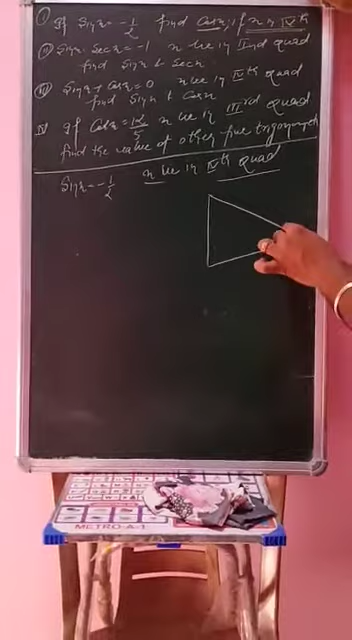 ① If Sinx = -1/2 find Cosx, if x in IVth
② Sinx. Secx = -1 x lie in IInd quad
find Sinx & Secx
③ Sinx + Cosx = 0 x lie in IVth quad
find Sinx & Cosx
IV If Cotx = 12/5 x lie in IIIrd quad
find the value of other five trigonometric
Sinx = -1/2 x lie in IVth quad
METRO-A-1